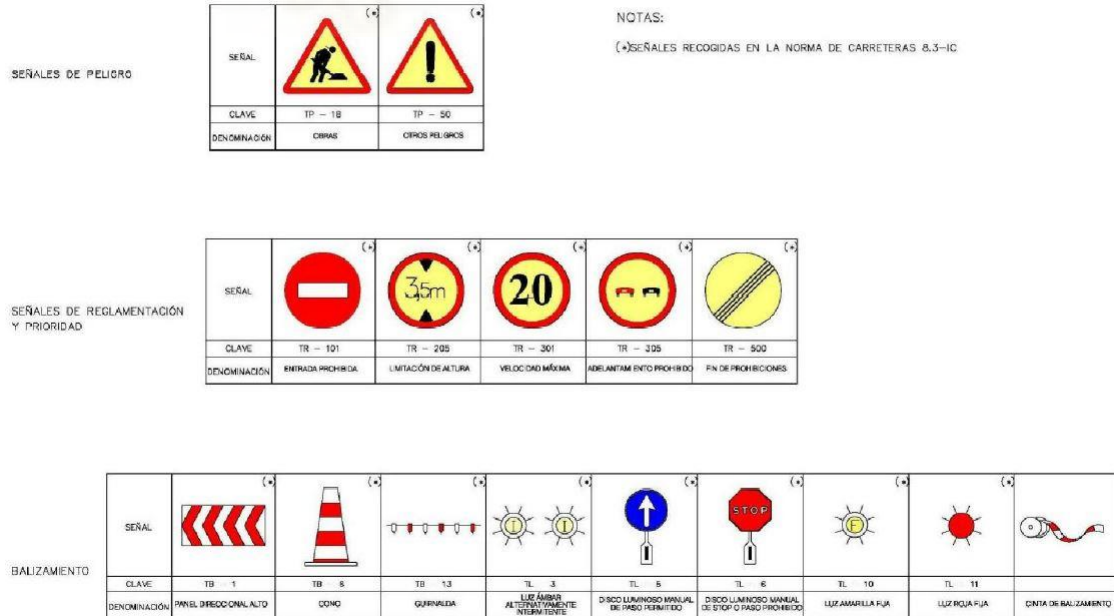 NOTAS:
(*)SEÑALES RECOGIDAS EN LA NORMA DE CARRETERAS 8.3-IC
SEÑALES DE PELIGRO
SEÑAL (*) (*)
CLAVE TP - 18 TP - 50
DENOMINACIÓN OBRAS OTROS PELIGROS
SEÑALES DE REGLAMENTACIÓN
Y PRIORIDAD
SEÑAL (*) (*) 3,5m (*) 20 (*) (*)
CLAVE TR - 101 TR - 205 TR - 301 TR - 305 TR - 500
DENOMINACIÓN ENTRADA PROHIBIDA LIMITACIÓN DE ALTURA VELOCIDAD MÁXIMA ADELANTAMIENTO PROHIBIDO FIN DE PROHIBICIONES
BALIZAMIENTO
SEÑAL (*) (*) (*) (*) I I (*) (*) STOP (*) F (*)
CLAVE TB - 1 TB - 6 TB - 13 TL - 3 TL - 5 TL - 6 TL - 10 TL - 11
DENOMINACIÓN PANEL DIRECCIONAL ALTO CONO GUIRNALDA LUZ ÁMBAR ALTERNATIVAMENTE INTERMITENTE DISCO LUMINOSO MANUAL DE PASO PERMITIDO DISCO LUMINOSO MANUAL DE STOP O PASO PROHIBIDO LUZ AMARILLA FIJA LUZ ROJA FIJA CINTA DE BALIZAMIENTO